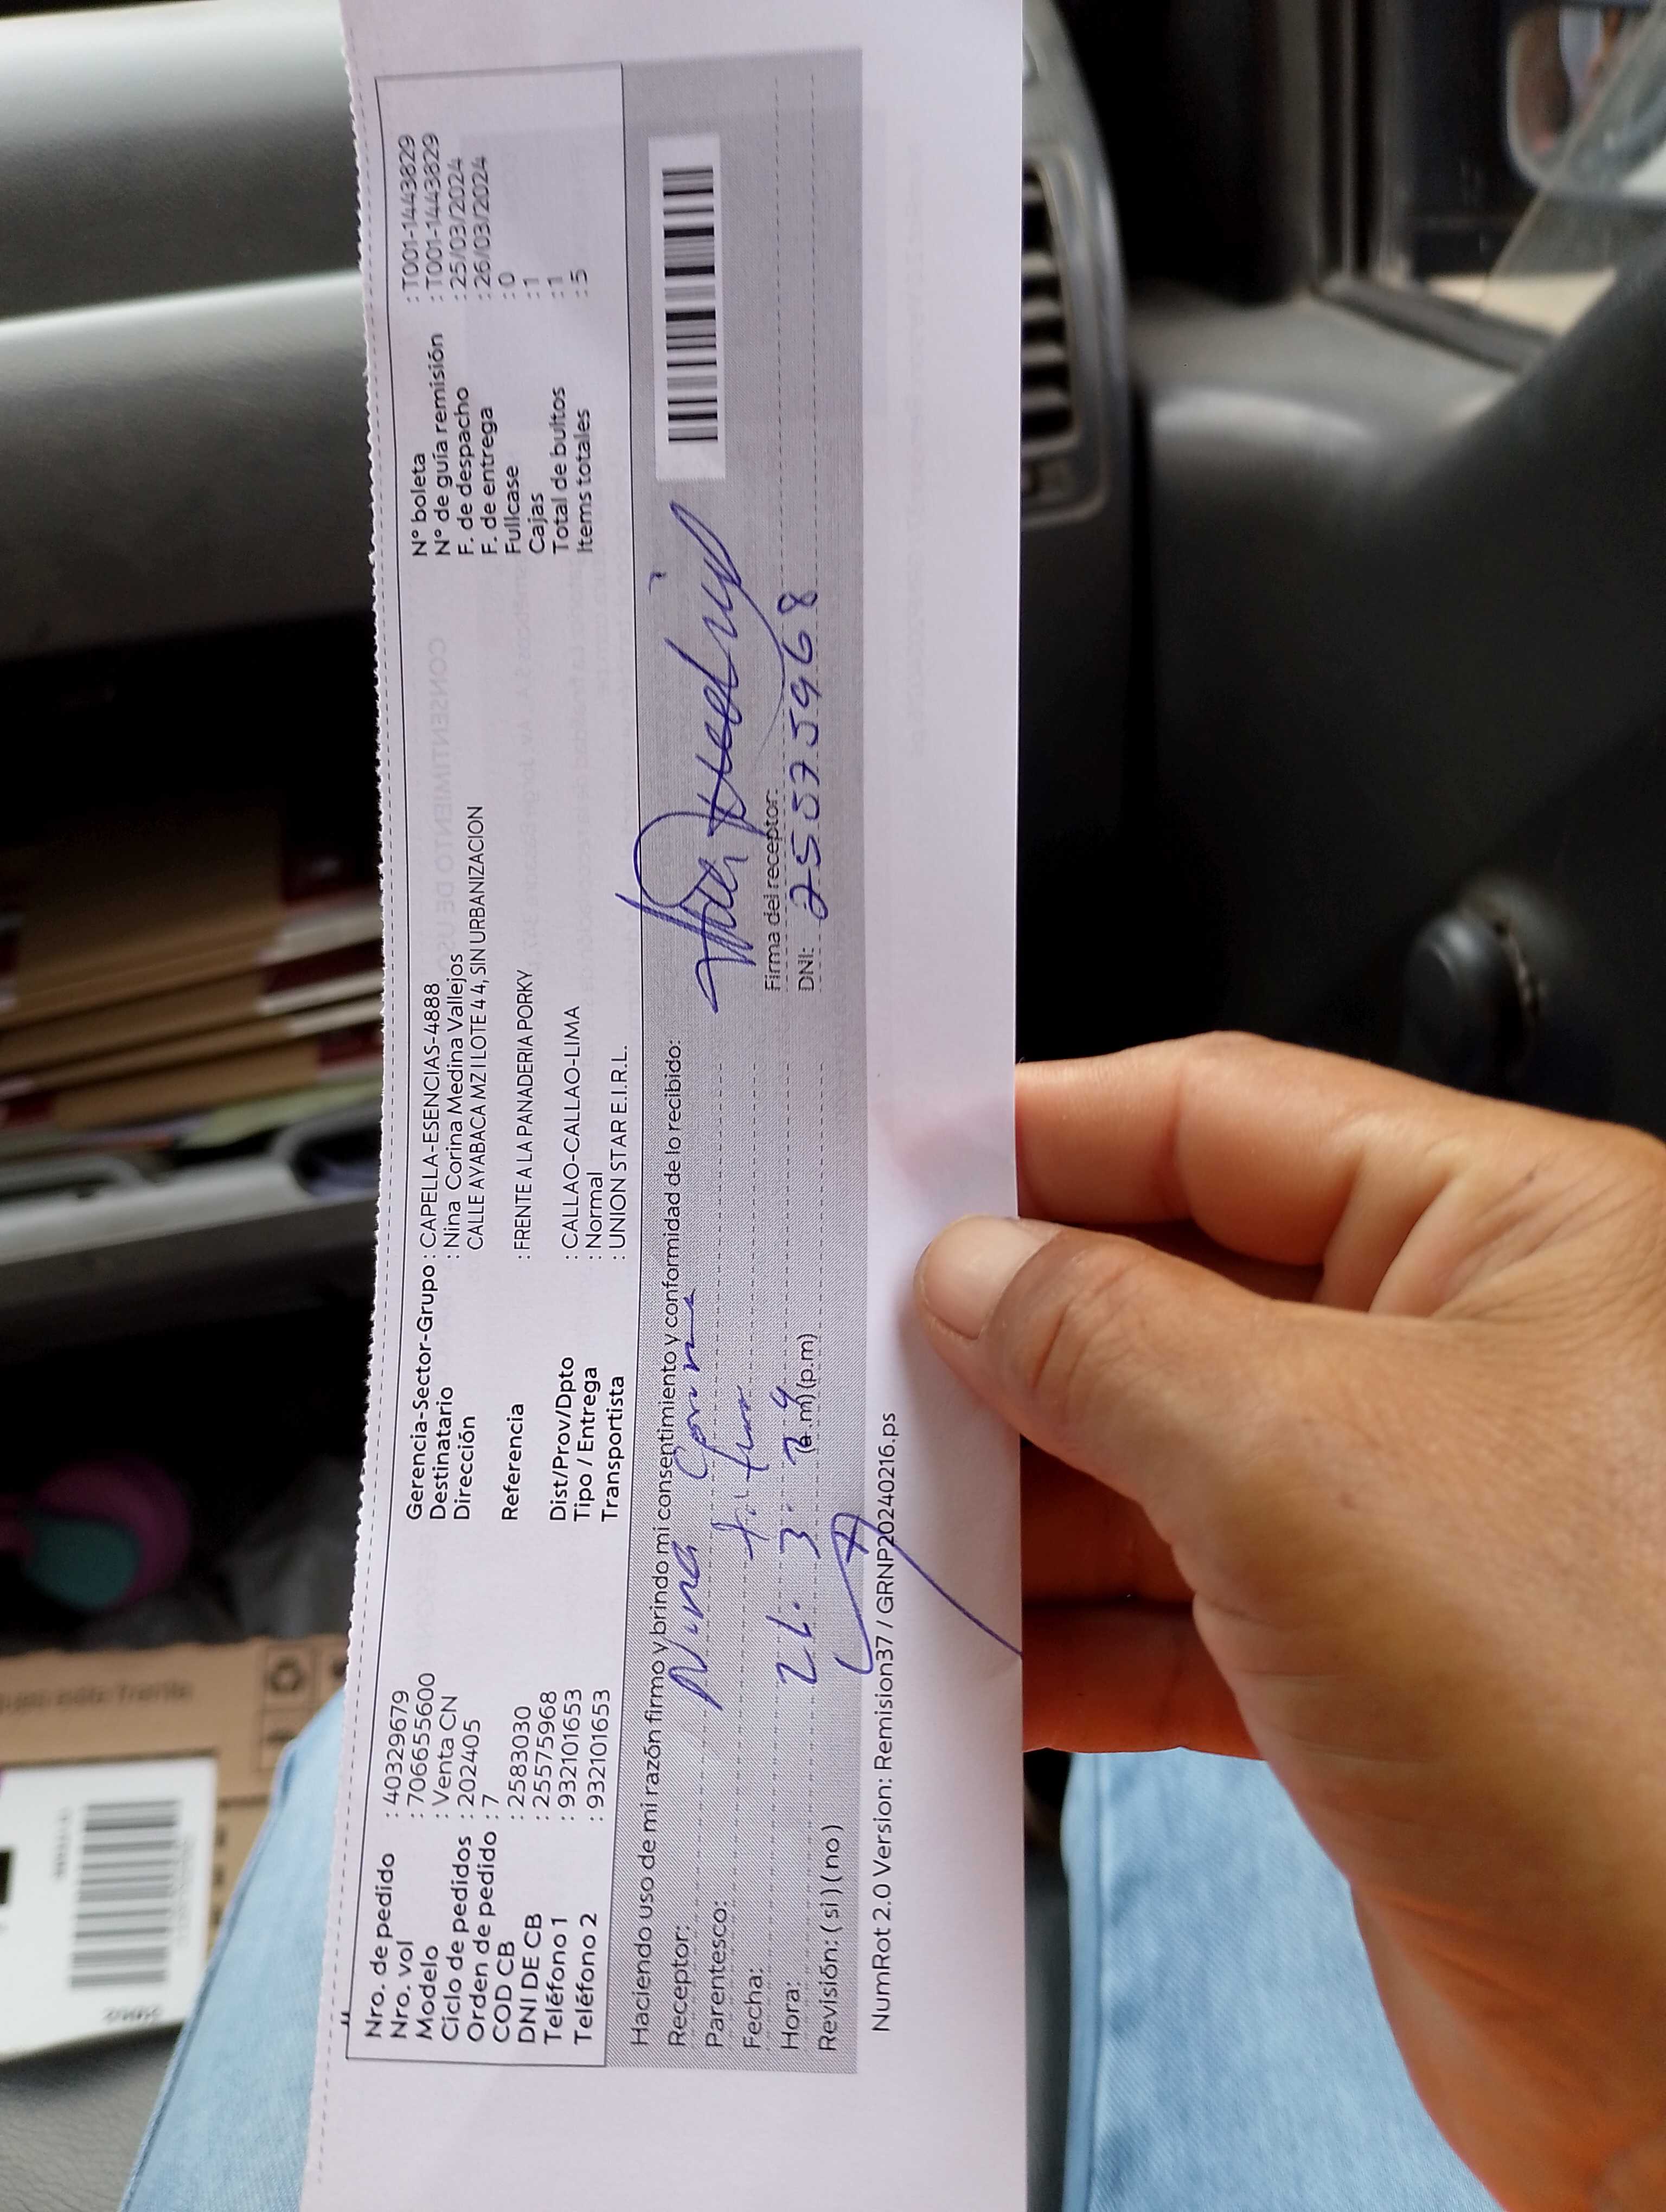 Nro. de pedido : 40329679
Nro. vol : 706655600
Modelo : Venta CN
Ciclo de pedidos : 202405
Orden de pedido : 7
COD CB : 2583030
DNI DE CB : 25575968
Teléfono 1 : 932101653
Teléfono 2 : 932101653
Gerencia-Sector-Grupo : CAPELLA-ESENCIAS-4888
Destinatario : Nina Corina Medina Vallejos
Dirección CALLE AYABACA MZ I LOTE 4 4, SIN URBANIZACION
Referencia : FRENTE A LA PANADERIA PORKY
Dist/Prov/Dpto : CALLAO-CALLAO-LIMA
Tipo / Entrega : Normal
Transportista : UNION STAR E.I.R.L.
N° boleta : T001-1443829
N° de guía remisión : T001-1443829
F. de despacho : 25/03/2024
F. de entrega : 26/03/2024
Fullcase : 0
Cajas : 1
Total de bultos : 1
Items totales : 5
Haciendo uso de mi razón firmo y brindo mi consentimiento y conformidad de lo recibido:
Receptor: Nina Corina
Parentesco:
Fecha:
Hora: (a.m) (p.m)
Revisión: ( si ) ( no )
Firma del receptor:
DNI: 25575968
NumRot 2.0 Version: Remision37 / GRNP20240216.ps